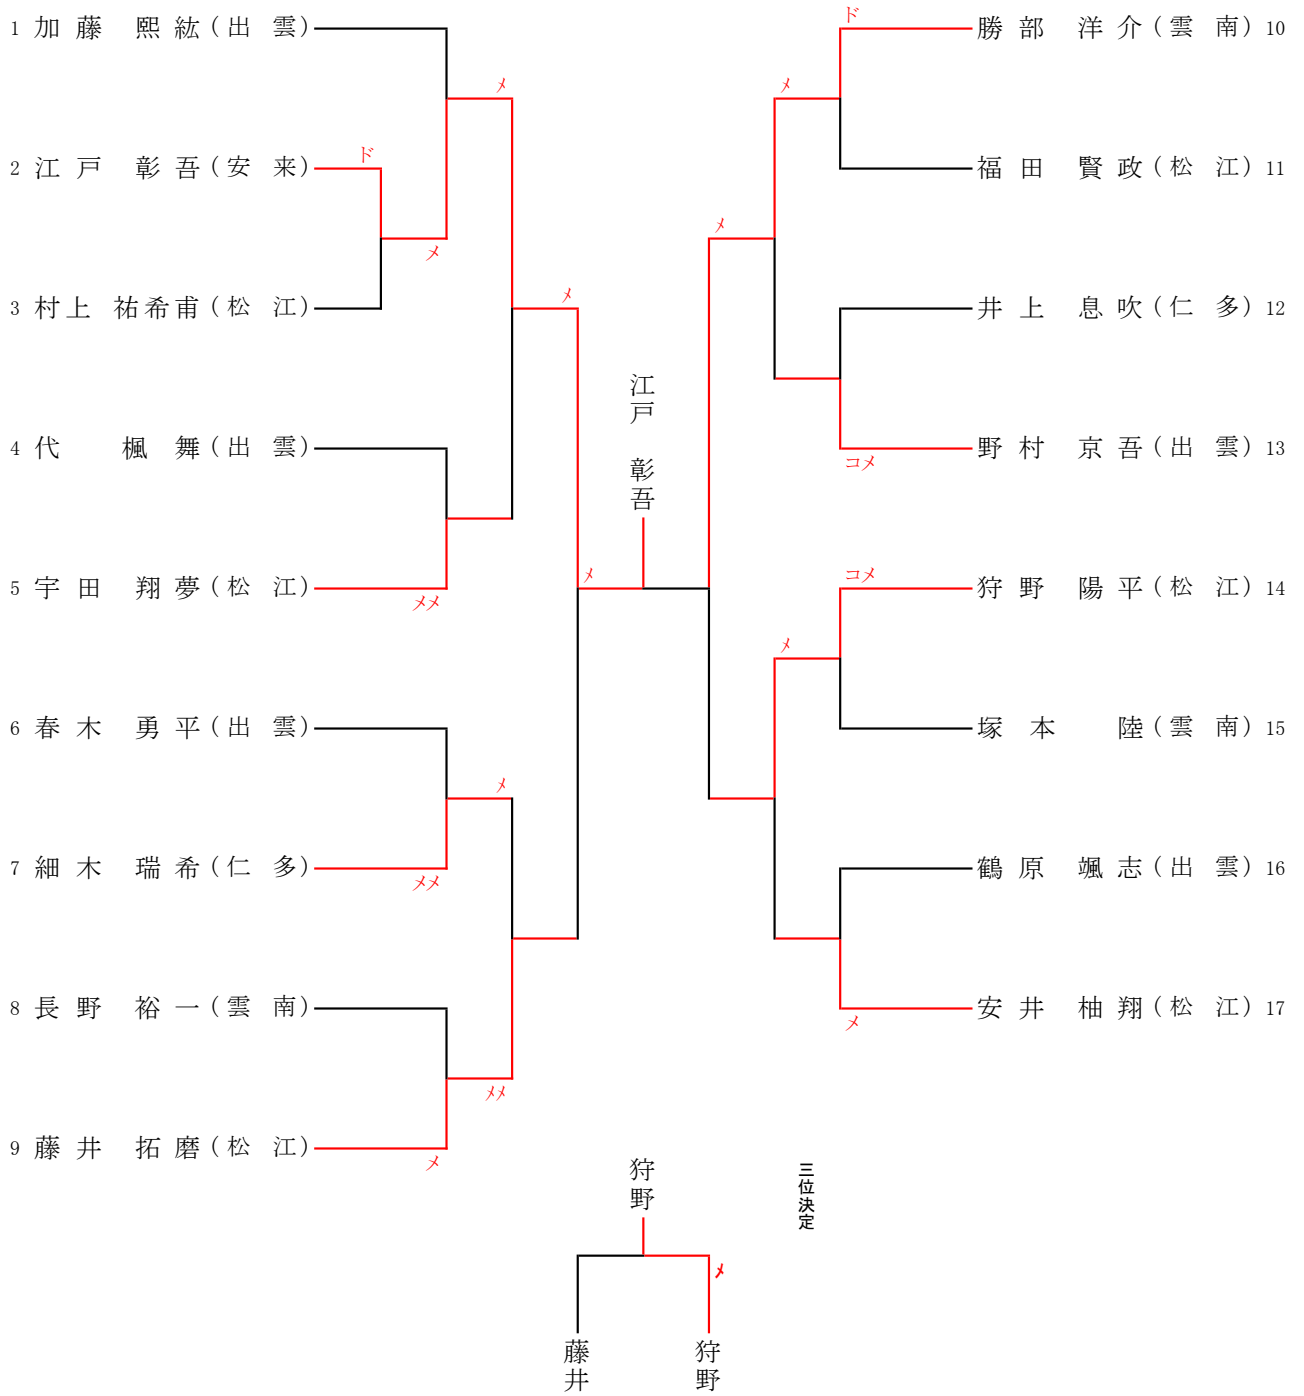 1 加藤 熙紘(出雲)
2 江戸 彰吾(安来)
3 村上 祐希甫(松江)
4 代 楓舞(出雲)
5 宇田 翔夢(松江)
6 春木 勇平(出雲)
7 細木 瑞希(仁多)
8 長野 裕一(雲南)
9 藤井 拓磨(松江)
ド
メ
メ
メメ
メメ
メ
メ
メメ
メ
メ
江戸 彰吾
勝部 洋介(雲南) 10
福田 賢政(松江) 11
井上 息吹(仁多) 12
野村 京吾(出雲) 13
狩野 陽平(松江) 14
塚本 陸(雲南) 15
鶴原 颯志(出雲) 16
安井 柚翔(松江) 17
ド
メ
メ
コメ
コメ
メ
メ
三位決定
狩野
メ
藤井
狩野